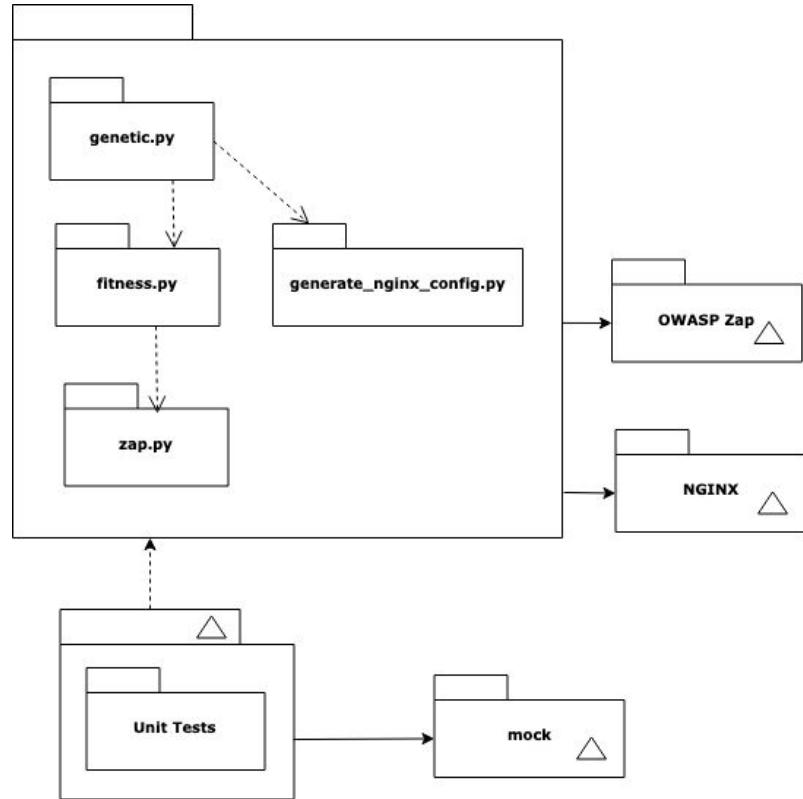 genetic.py
fitness.py
generate_nginx_config.py
OWASP Zap
zap.py
NGINX
Unit Tests
mock